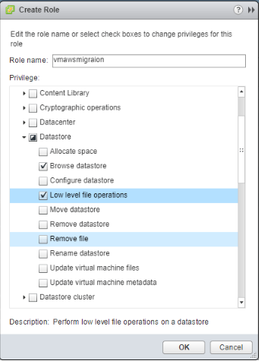 Create Role
?
Edit the role name or select check boxes to change privileges for this
role
Role name: vmawsmigraion
Privilege:
Content Library
Cryptographic operations
Datacenter
Datastore
Allocate space
Browse datastore
Configure datastore
Low level file operations
Move datastore
Remove datastore
Remove file
Rename datastore
Update virtual machine files
Update virtual machine metadata
Datastore cluster
Description: Perform low level file operations on a datastore
OK Cancel